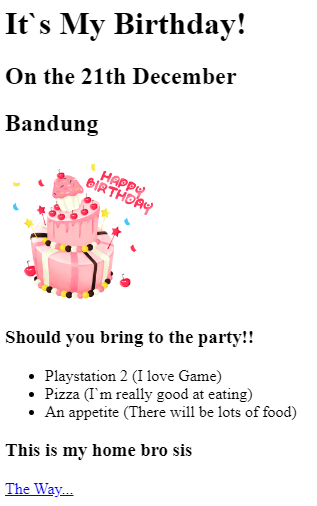 It`s My Birthday!
On the 21th December
Bandung
HAPPY
BIRTHDAY
Should you bring to the party!!
Playstation 2 (I love Game)
Pizza (I`m really good at eating)
An appetite (There will be lots of food)
This is my home bro sis
The Way...